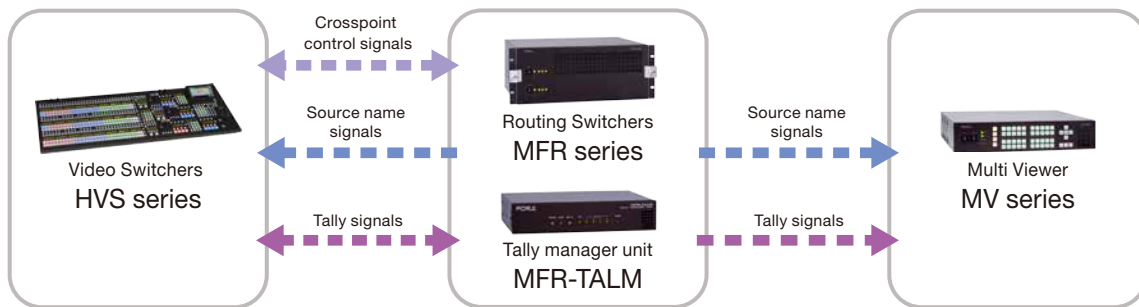 Crosspoint
control signals
Source name
signals
Tally signals
Video Switchers
HVS series
Routing Switchers
MFR series
Tally manager unit
MFR-TALM
Source name
signals
Tally signals
Multi Viewer
MV series